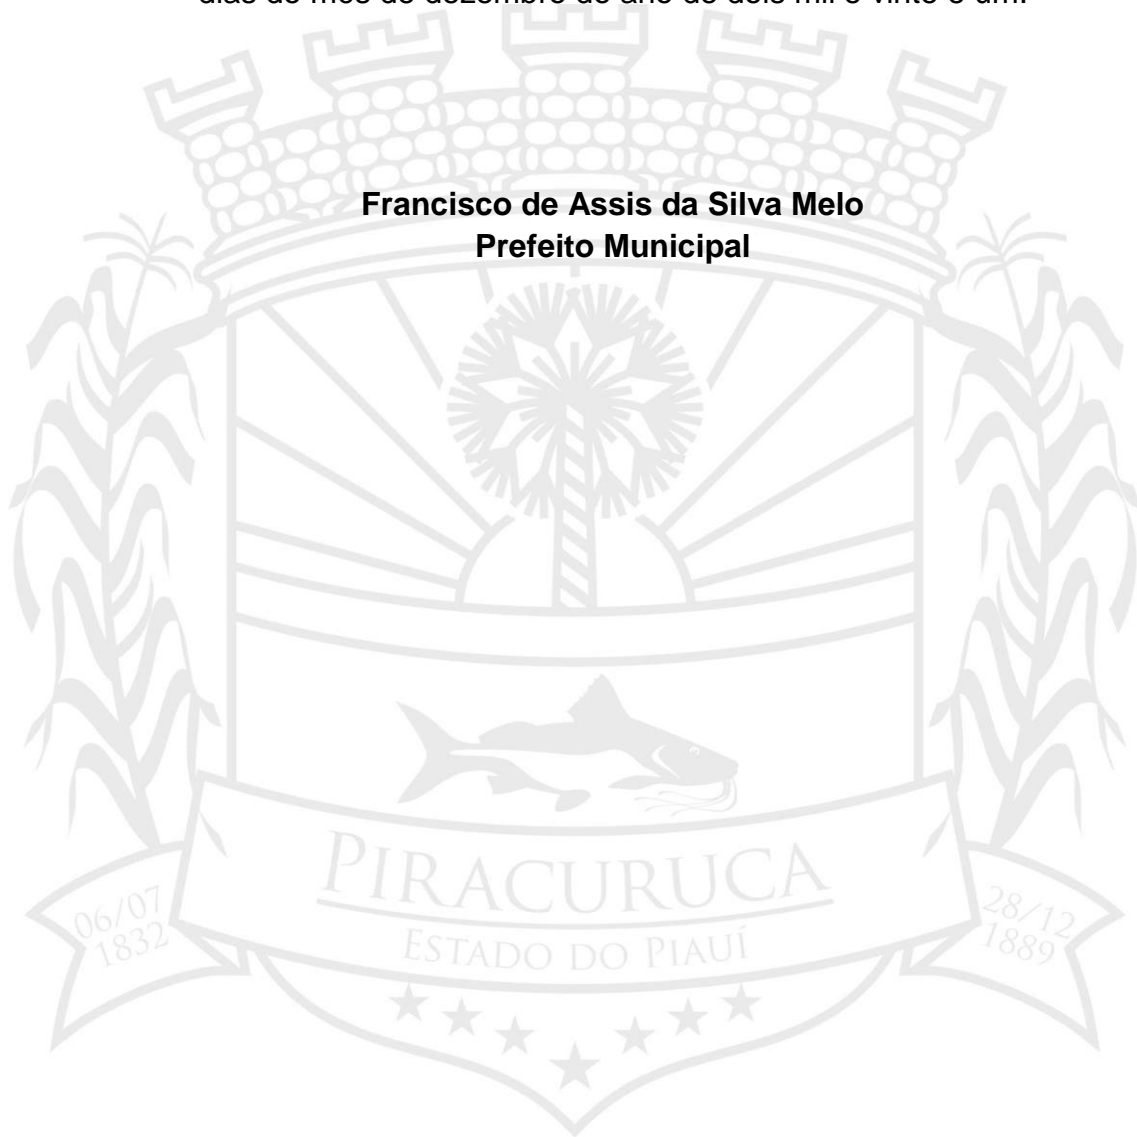 dias do mês de dezembro do ano de dois mil e vinte e um.
Francisco de Assis da Silva Melo
Prefeito Municipal
PIRACURUCA
ESTADO DO PIAUÍ
06/07
1832
28/12
1889